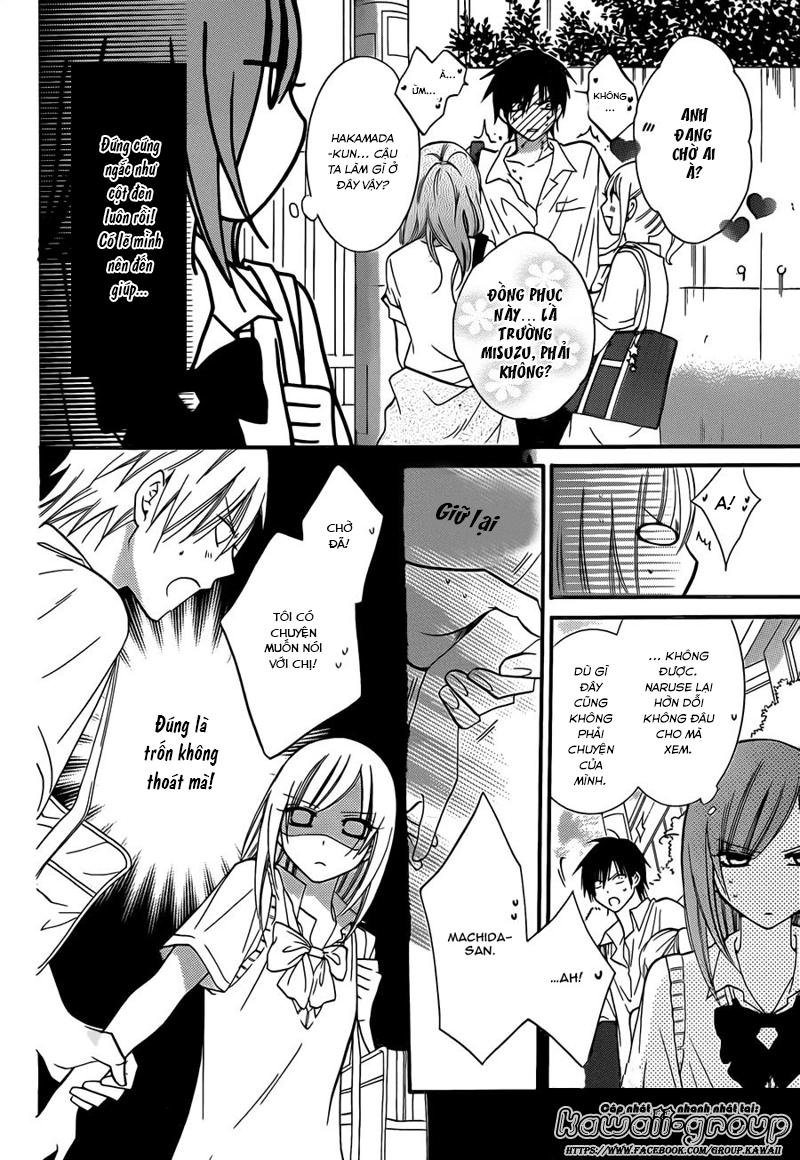 ANH
ĐANG
CHỜ AI
À?
KHÔNG
...
À...
ỪM...
HAKAMADA
-KUN... CẬU
TA LÀM GÌ Ở
ĐÂY VẬY?
ĐỒNG PHỤC
NÀY... LÀ
TRƯỜNG
MISUZU, PHẢI
KHÔNG?
Đúng cứng
ngắc như
cột đèn
luôn rồi!
Có lẽ mình
nên đến
giúp...
A!
... KHÔNG
ĐƯỢC.
NARUSE LẠI
HỜN DỖI
KHÔNG ĐÂU
CHO MÀ
XEM.
DÙ GÌ
ĐÂY
CŨNG
KHÔNG
PHẢI
CHUYỆN
CỦA
MÌNH.
...AH!
MACHIDA-
SAN.
Giữ lại
CHỜ
ĐÃ!
TÔI CÓ
CHUYỆN
MUỐN NÓI
VỚI CHỊ!
Đúng là
trốn không
thoát mà!
9
Cập nhật nhanh nhất tại:
kawaii-group
HTTPS://WWW.FACEBOOK.COM/GROUP.KAWAII